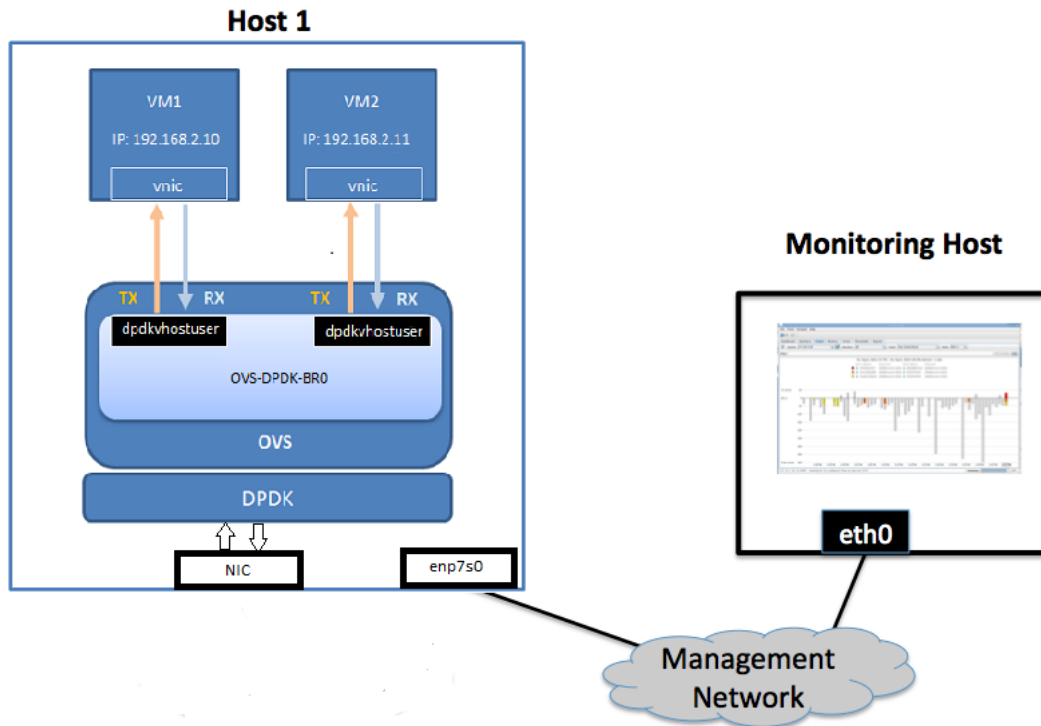 Host 1
VM1
IP: 192.168.2.10
vnic
VM2
IP: 192.168.2.11
vnic
TX
RX
TX
RX
dpdkvhostuser
dpdkvhostuser
OVS-DPDK-BR0
OVS
DPDK
NIC
enp7s0
Monitoring Host
eth0
Management
Network